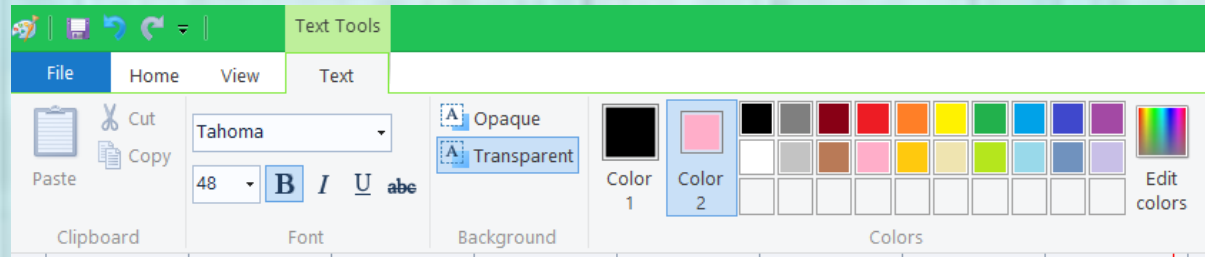 Text Tools
File Home View Text
Cut
Copy
Paste
Clipboard
Tahoma
48 B I U abc
Font
Opaque
Transparent
Background
Color 1
Color 2
Edit colors
Colors